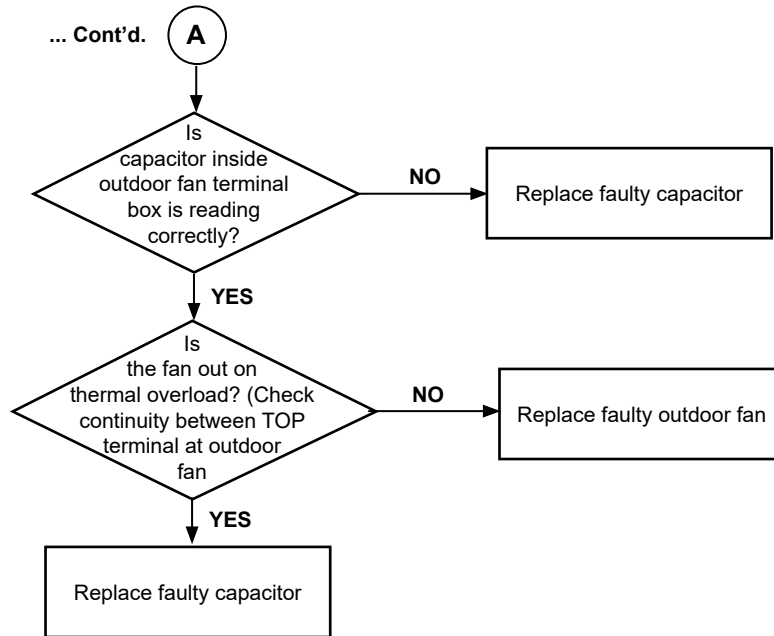 ... Cont'd.
A
Is
capacitor inside
outdoor fan terminal
box is reading
correctly?
NO
Replace faulty capacitor
YES
Is
the fan out on
thermal overload? (Check
continuity between TOP
terminal at outdoor
fan
NO
Replace faulty outdoor fan
YES
Replace faulty capacitor